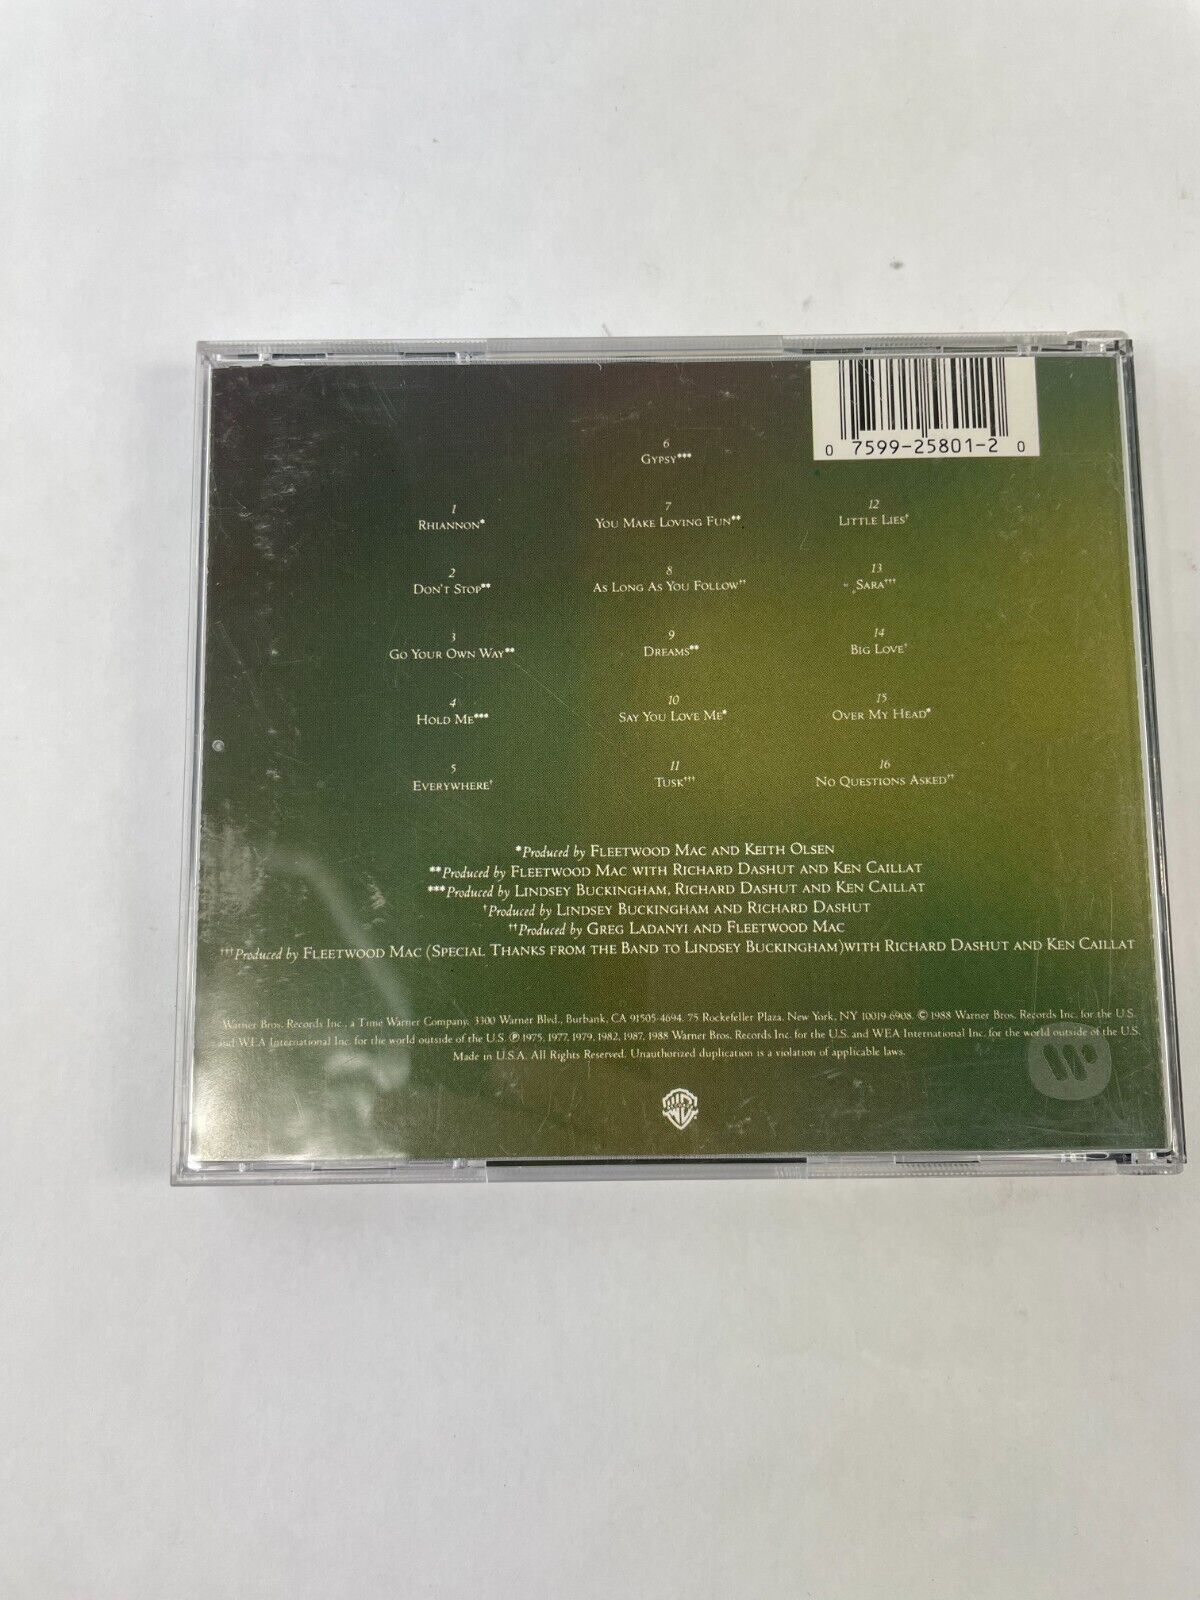 0 7599-25801-2 0
6
GYPSY***
1
RHIANNON*
2
DON'T STOP**
3
GO YOUR OWN WAY**
4
HOLD ME***
5
EVERYWHERE†
7
YOU MAKE LOVING FUN**
8
AS LONG AS YOU FOLLOW††
9
DREAMS**
10
SAY YOU LOVE ME*
11
TUSK†††
12
LITTLE LIES†
13
SARA†††
14
BIG LOVE†
15
OVER MY HEAD*
16
NO QUESTIONS ASKED††
*Produced by FLEETWOOD MAC AND KEITH OLSEN
**Produced by FLEETWOOD MAC WITH RICHARD DASHUT AND KEN CAILLAT
***Produced by LINDSEY BUCKINGHAM, RICHARD DASHUT AND KEN CAILLAT
†Produced by LINDSEY BUCKINGHAM AND RICHARD DASHUT
††Produced by GREG LADANYI AND FLEETWOOD MAC
†††Produced by FLEETWOOD MAC (SPECIAL THANKS FROM THE BAND TO LINDSEY BUCKINGHAM)WITH RICHARD DASHUT AND KEN CAILLAT
Warner Bros. Records Inc., a Time Warner Company, 3300 Warner Blvd., Burbank, CA 91505-4694. 75 Rockefeller Plaza, New York, NY 10019-6908. © 1988 Warner Bros. Records Inc. for the U.S.
and WEA International Inc. for the world outside of the U.S. ℗ 1975, 1977, 1979, 1982, 1987, 1988 Warner Bros. Records Inc. for the U.S. and WEA International Inc. for the world outside of the U.S.
Made in U.S.A. All Rights Reserved. Unauthorized duplication is a violation of applicable laws.